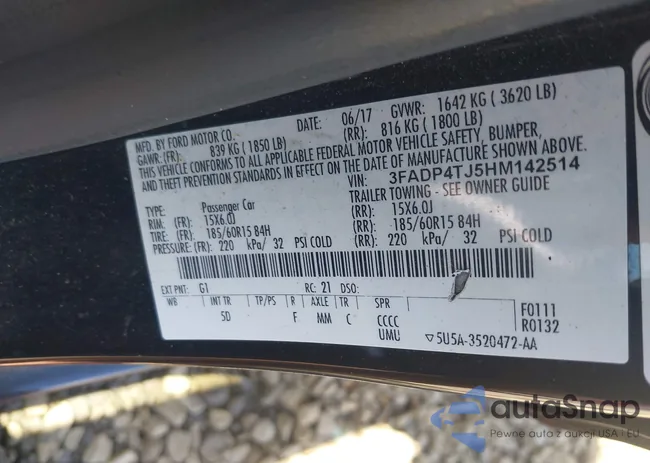 MFD. BY FORD MOTOR CO. DATE: 06/17 GVWR: 1642 KG ( 3620 LB)
GAWR: (FR): 839 KG ( 1850 LB) (RR): 816 KG ( 1800 LB)
THIS VEHICLE CONFORMS TO ALL APPLICABLE FEDERAL MOTOR VEHICLE SAFETY, BUMPER,
AND THEFT PREVENTION STANDARDS IN EFFECT ON THE DATE OF MANUFACTURE SHOWN ABOVE.
VIN: 3FADP4TJ5HM142514
TYPE: Passenger Car TRAILER TOWING - SEE OWNER GUIDE
RIM: (FR): 15X6.0J (RR): 15X6.0J
TIRE: (FR): 185/60R15 84H (RR): 185/60R15 84H
PRESSURE: (FR): 220 kPa/ 32 PSI COLD (RR): 220 kPa/ 32 PSI COLD
EXT PNT: G1 RC: 21 DSO:
WB INT TR TP/PS R AXLE TR SPR
5D F MM C CCCC
UMU
F0111
R0132
▽5U5A-3520472-AA
autoSnap
Pewne auta z aukcji USA i EU